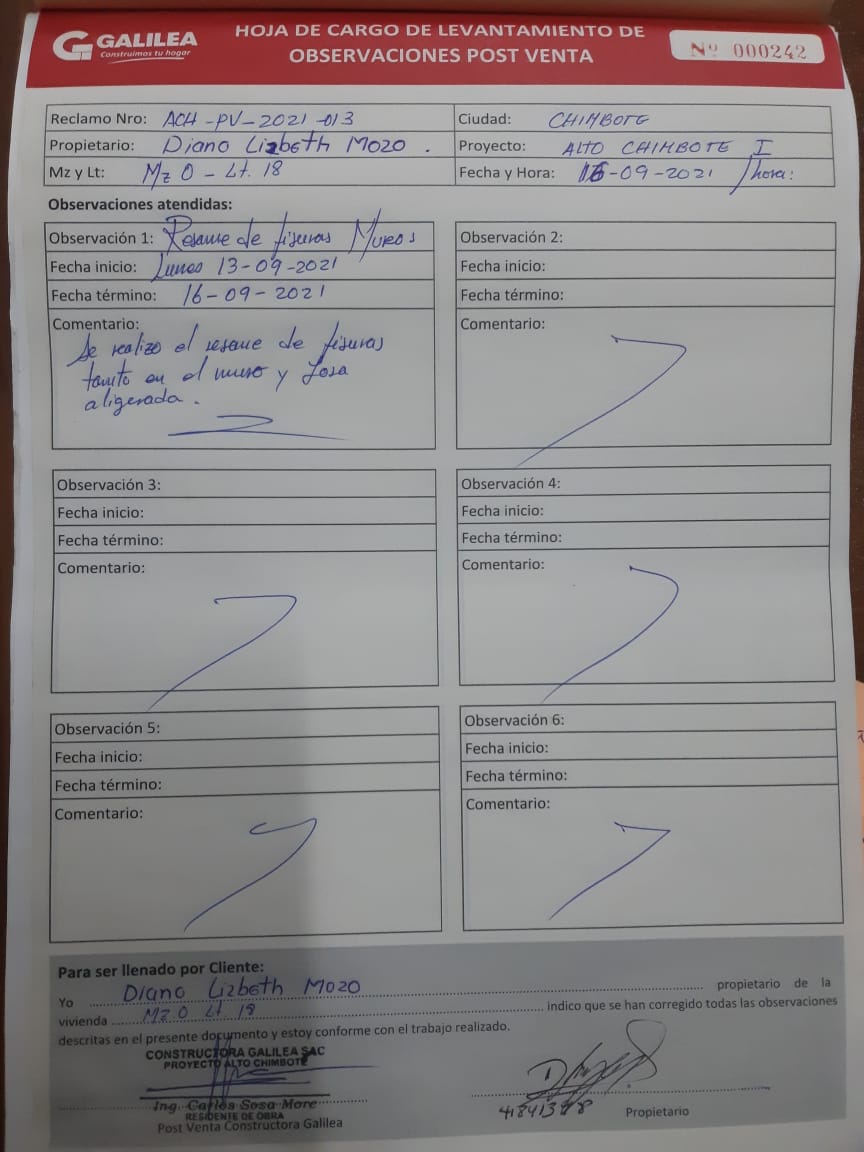 GALILEA
Construimos tu hogar
HOJA DE CARGO DE LEVANTAMIENTO DE
OBSERVACIONES POST VENTA
Nº 000242
Reclamo Nro: ACH-PV-2021-013
Ciudad: CHIMBOTE
Propietario: Diana Lizbeth Mozo.
Proyecto: ALTO CHIMBOTE I
Mz y Lt: Mz O - Lt. 18
Fecha y Hora: 16-09-2021 / hora:
Observaciones atendidas:
Observación 1: Resane de fisuras Muros
Fecha inicio: Lunes 13-09-2021
Fecha término: 16-09-2021
Comentario:
Se realizo el resane de fisuras
tanto en el muro y Losa
aligerada.
Observación 2:
Fecha inicio:
Fecha término:
Comentario:
Observación 3:
Fecha inicio:
Fecha término:
Comentario:
Observación 4:
Fecha inicio:
Fecha término:
Comentario:
Observación 5:
Fecha inicio:
Fecha término:
Comentario:
Observación 6:
Fecha inicio:
Fecha término:
Comentario:
Para ser llenado por Cliente:
Yo Diana Lizbeth Mozo propietario de la
vivienda Mz O Lt 18 indico que se han corregido todas las observaciones
descritas en el presente documento y estoy conforme con el trabajo realizado.
CONSTRUCTORA GALILEA SAC
PROYECTO ALTO CHIMBOTE
Ing. Carlos Sosa More
RESIDENTE DE OBRA
Post Venta Constructora Galilea
Propietario